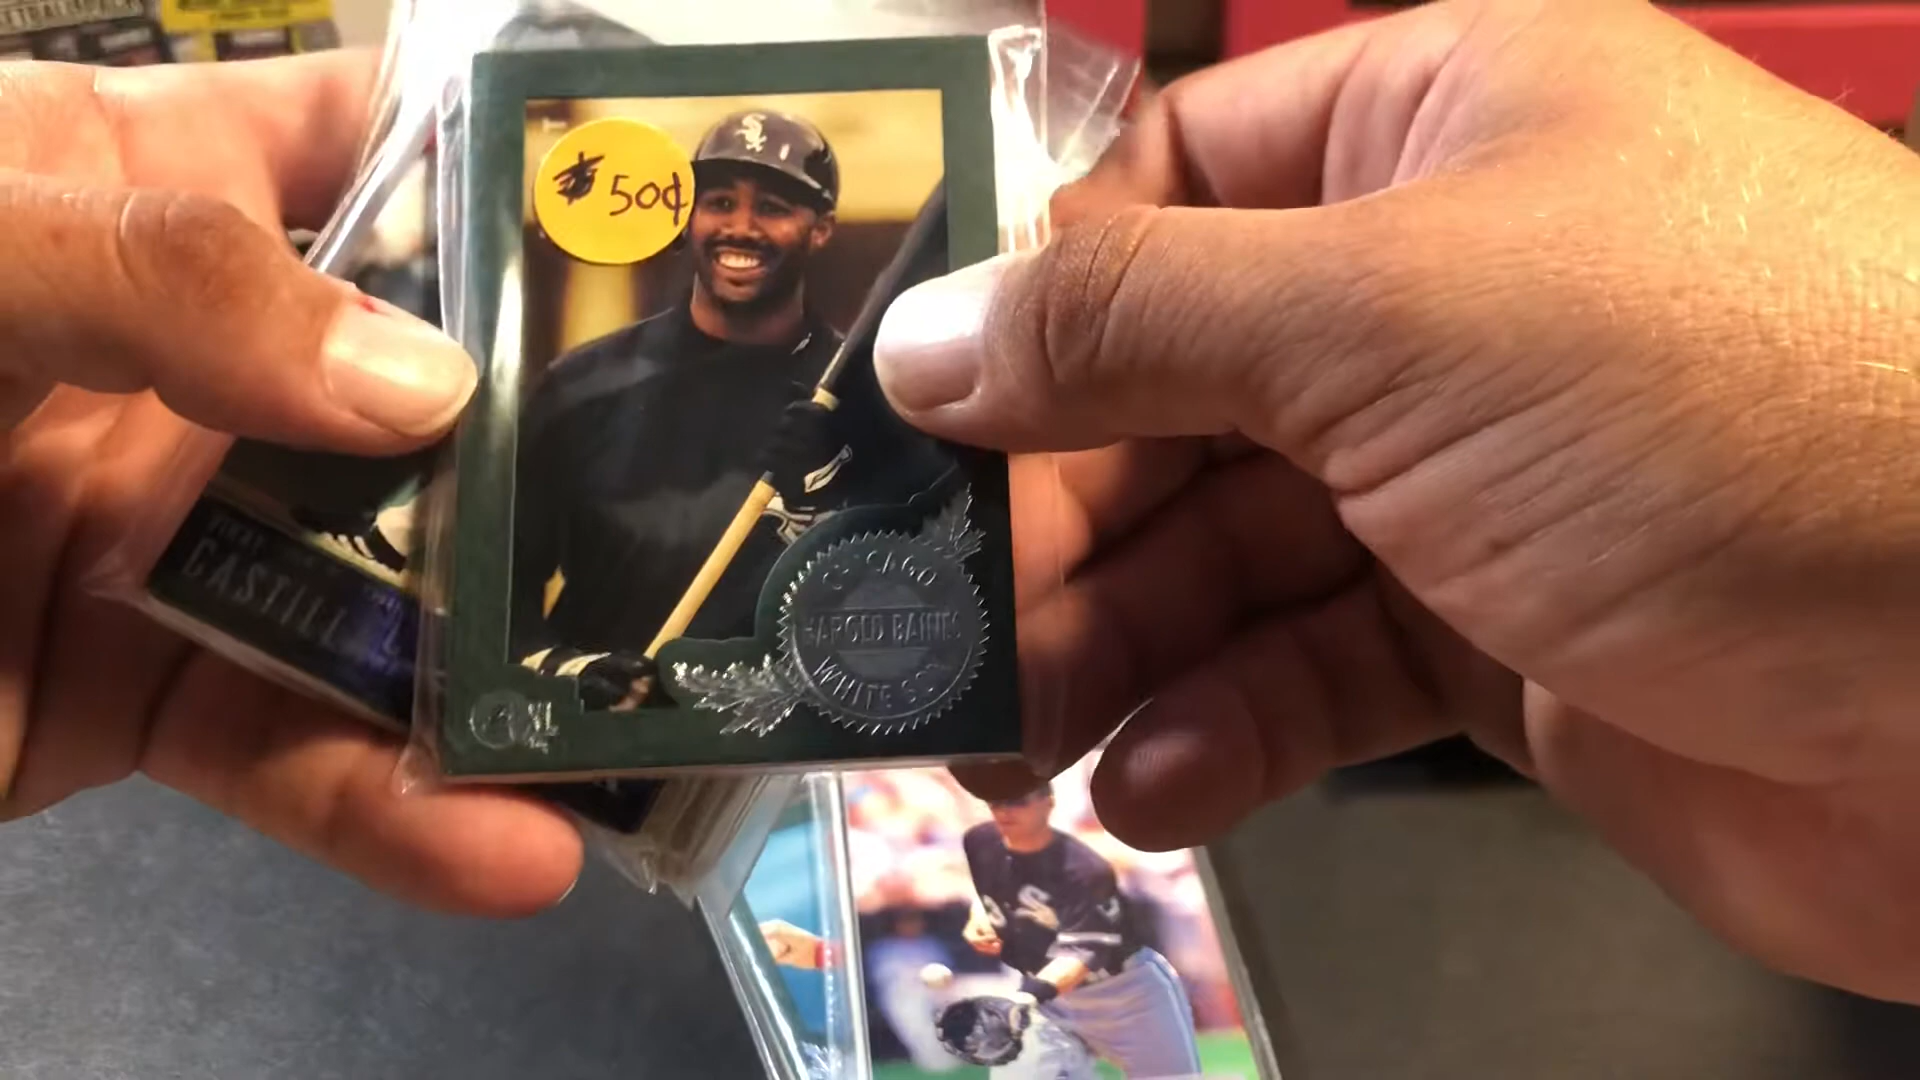 50¢
CHICAGO
HAROLD BAINES
WHITE SOX
CASTILL